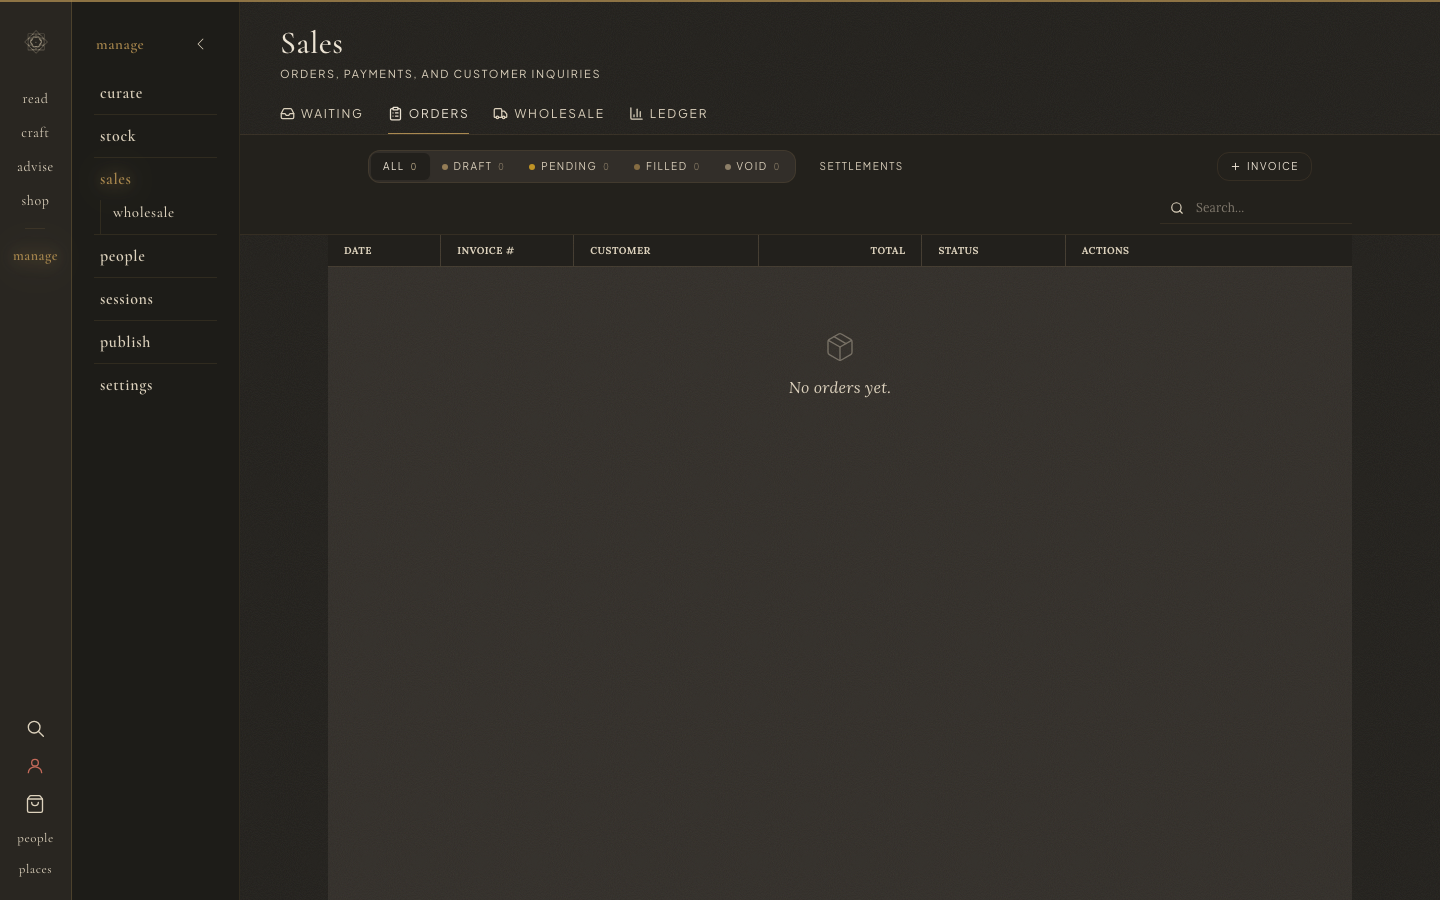 read
craft
advise
shop
manage
people
places
manage
curate
stock
sales
wholesale
people
sessions
publish
settings
Sales
ORDERS, PAYMENTS, AND CUSTOMER INQUIRIES
WAITING ORDERS WHOLESALE LEDGER
ALL 0 DRAFT 0 PENDING 0 FILLED 0 VOID 0 SETTLEMENTS + INVOICE
Search...
DATE INVOICE # CUSTOMER TOTAL STATUS ACTIONS
No orders yet.